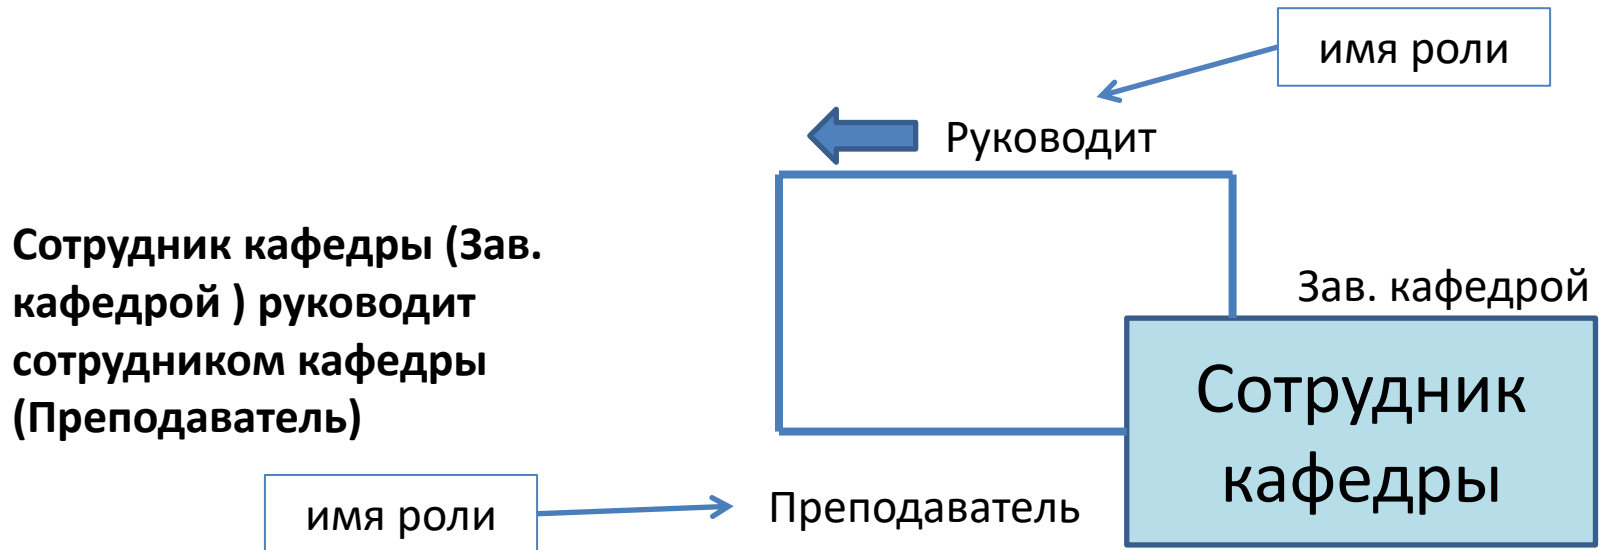 имя роли
Руководит
Сотрудник кафедры (Зав.
кафедрой ) руководит
сотрудником кафедры
(Преподаватель)
Зав. кафедрой
Сотрудник
кафедры
имя роли
Преподаватель